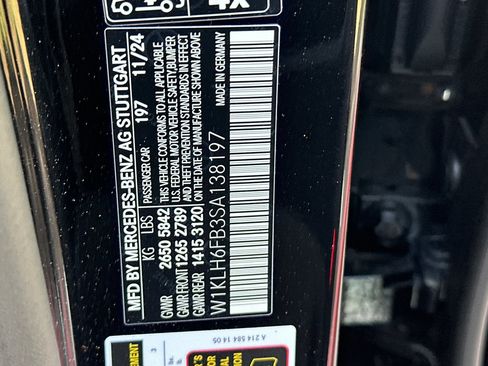 4X
MFD BY MERCEDES-BENZ AG STUTTGART
KG LBS PASSENGER CAR 197 11/24
GVWR 2650 5842 THIS VEHICLE CONFORMS TO ALL APPLICABLE
U.S. FEDERAL MOTOR VEHICLE SAFETY, BUMPER
GAWR FRONT 1265 2789 AND THEFT PREVENTION STANDARDS IN EFFECT
GAWR REAR 1415 3120 ON THE DATE OF MANUFACTURE SHOWN ABOVE
MADE IN GERMANY
W1KLH6FB3SA138197
A 214 584 14 05